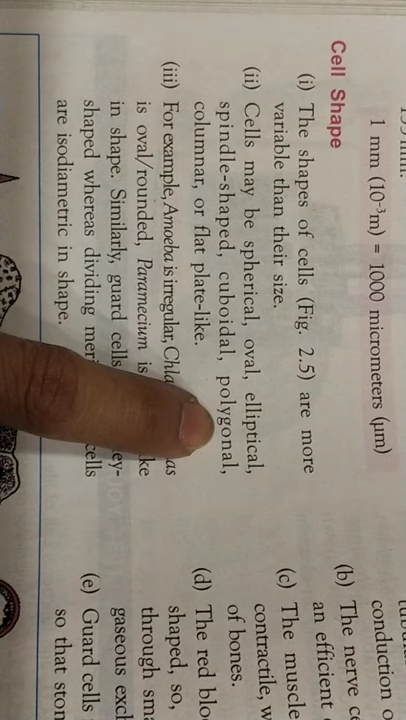 1 mm (10⁻³m) = 1000 micrometers (μm)
Cell Shape
(i) The shapes of cells (Fig. 2.5) are more
variable than their size.
(ii) Cells may be spherical, oval, elliptical,
spindle-shaped, cuboidal, polygonal,
columnar, or flat plate-like.
(iii) For example, Amoeba is irregular,
is oval/rounded, Paramecium is
in shape. Similarly, guard cells
shaped whereas dividing cells
are isodiametric in shape.
conduction
(b) The nerve
an efficient
(c) The muscle
contractile,
of bones.
(d) The red
shaped, so,
through
gaseous
(e) Guard cells
so that